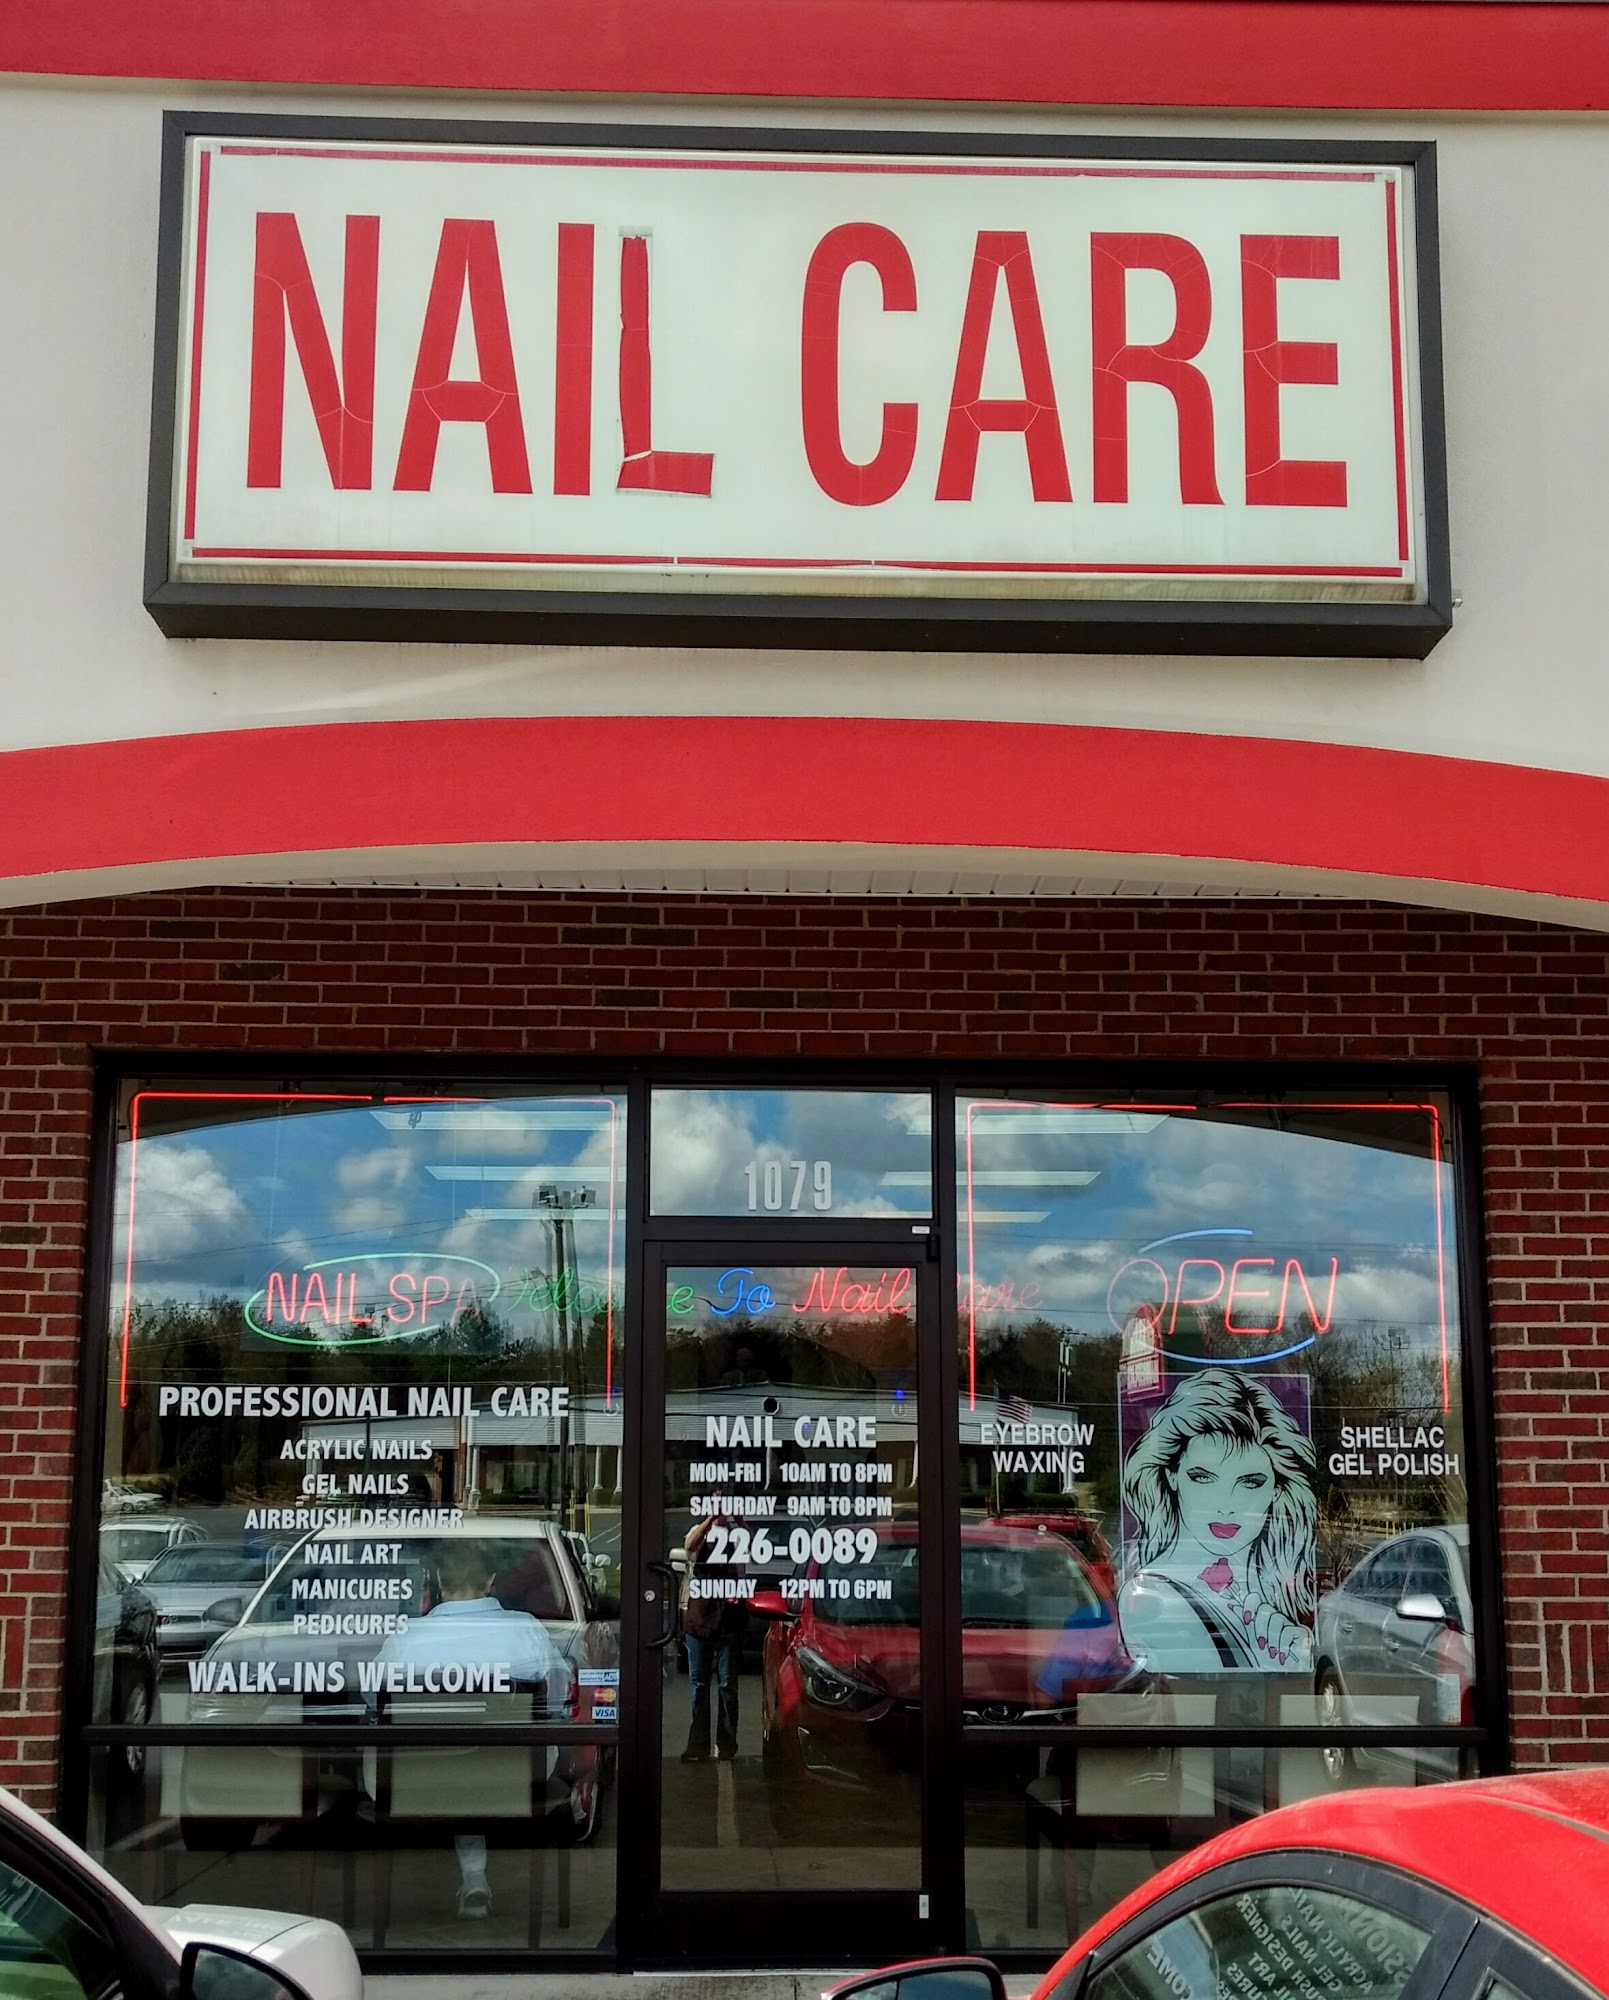 NAIL CARE
1079
NAIL SPA
Welcome To Nail Care
OPEN
PROFESSIONAL NAIL CARE
ACRYLIC NAILS
GEL NAILS
AIRBRUSH DESIGNER
NAIL ART
MANICURES
PEDICURES
WALK-INS WELCOME
VISA
NAIL CARE
MON-FRI 10AM TO 8PM
SATURDAY 9AM TO 8PM
226-0089
SUNDAY 12PM TO 6PM
EYEBROW
WAXING
SHELLAC
GEL POLISH